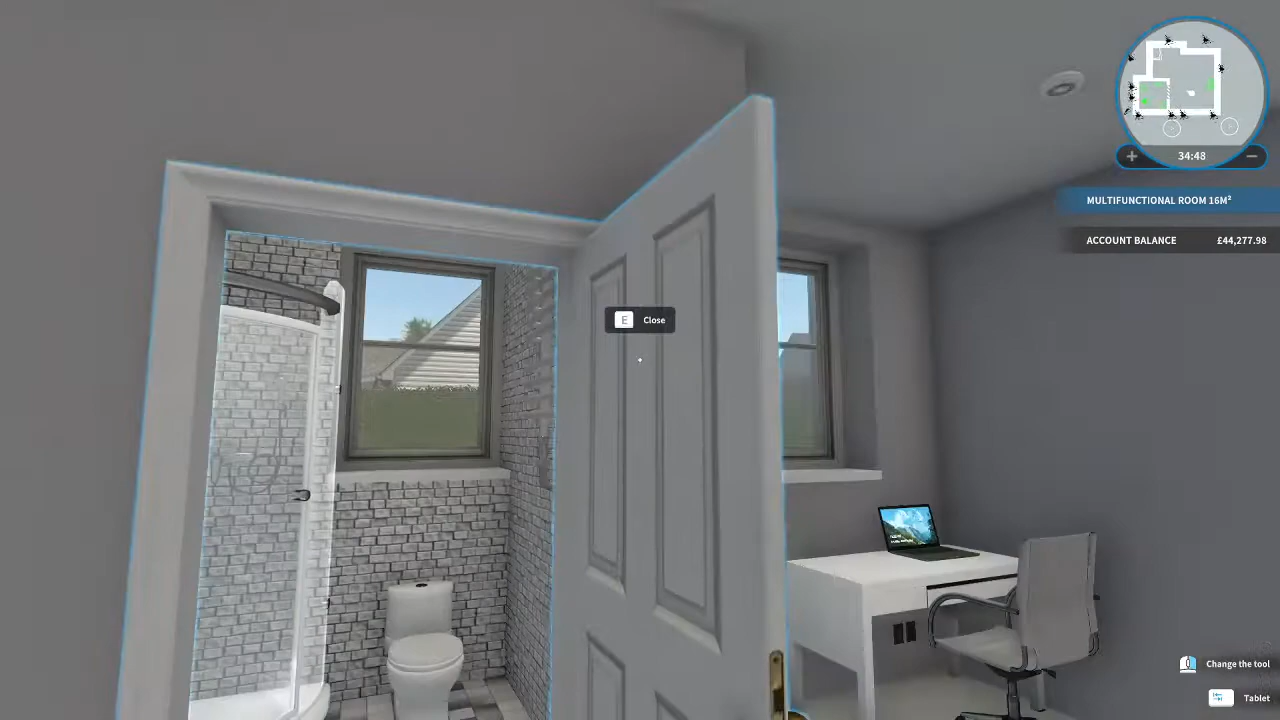 34:48
MULTIFUNCTIONAL ROOM 16M²
ACCOUNT BALANCE £44,277.98
E Close
Change the tool
Tablet